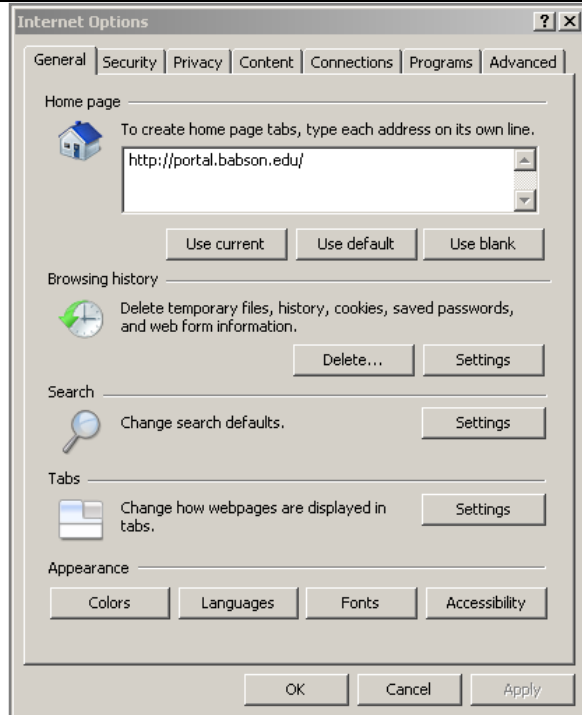 Internet Options
General Security Privacy Content Connections Programs Advanced
Home page
To create home page tabs, type each address on its own line.
http://portal.babson.edu/
Use current Use default Use blank
Browsing history
Delete temporary files, history, cookies, saved passwords,
and web form information.
Delete... Settings
Search
Change search defaults. Settings
Tabs
Change how webpages are displayed in
tabs.
Settings
Appearance
Colors Languages Fonts Accessibility
OK Cancel Apply